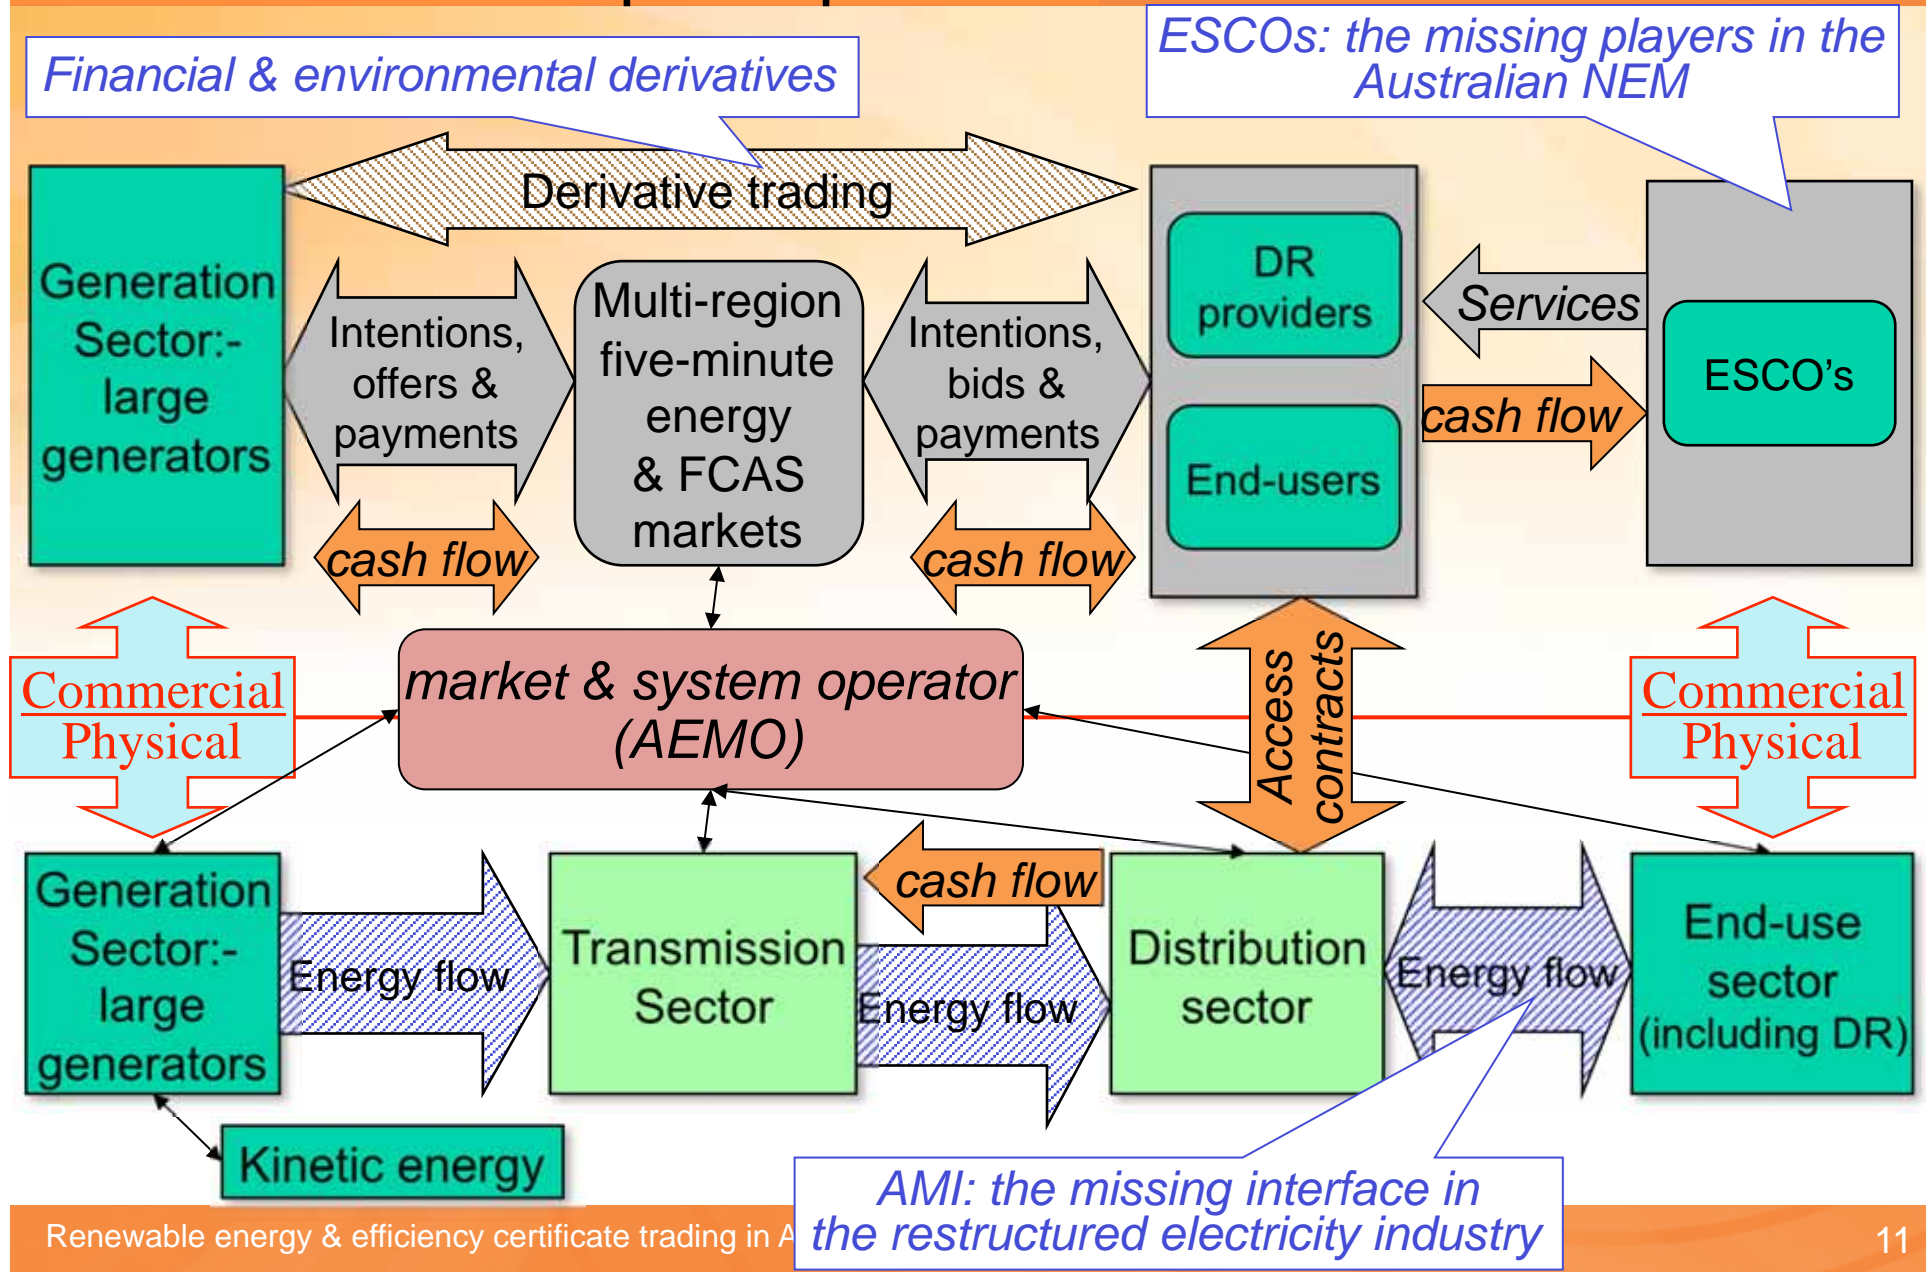 Financial & environmental derivatives
ESCOs: the missing players in the
Australian NEM
Derivative trading
Generation
Sector:-
large
generators
Intentions,
offers &
payments
cash flow
Multi-region
five-minute
energy
& FCAS
markets
Intentions,
bids &
payments
cash flow
DR
providers
End-users
Services
cash flow
ESCO's
Commercial
Physical
market & system operator
(AEMO)
Access
contracts
Commercial
Physical
Generation
Sector:-
large
generators
Energy flow
Transmission
Sector
cash flow
Energy flow
Distribution
sector
Energy flow
End-use
sector
(including DR)
Kinetic energy
AMI: the missing interface in
the restructured electricity industry
Renewable energy & efficiency certificate trading in A
11